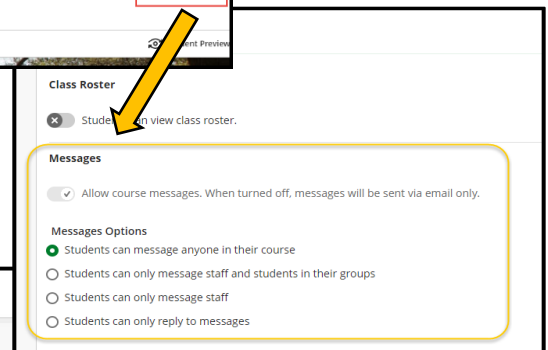 ent Preview
Class Roster
Stude n view class roster.
Messages
Allow course messages. When turned off, messages will be sent via email only.
Messages Options
Students can message anyone in their course
Students can only message staff and students in their groups
Students can only message staff
Students can only reply to messages